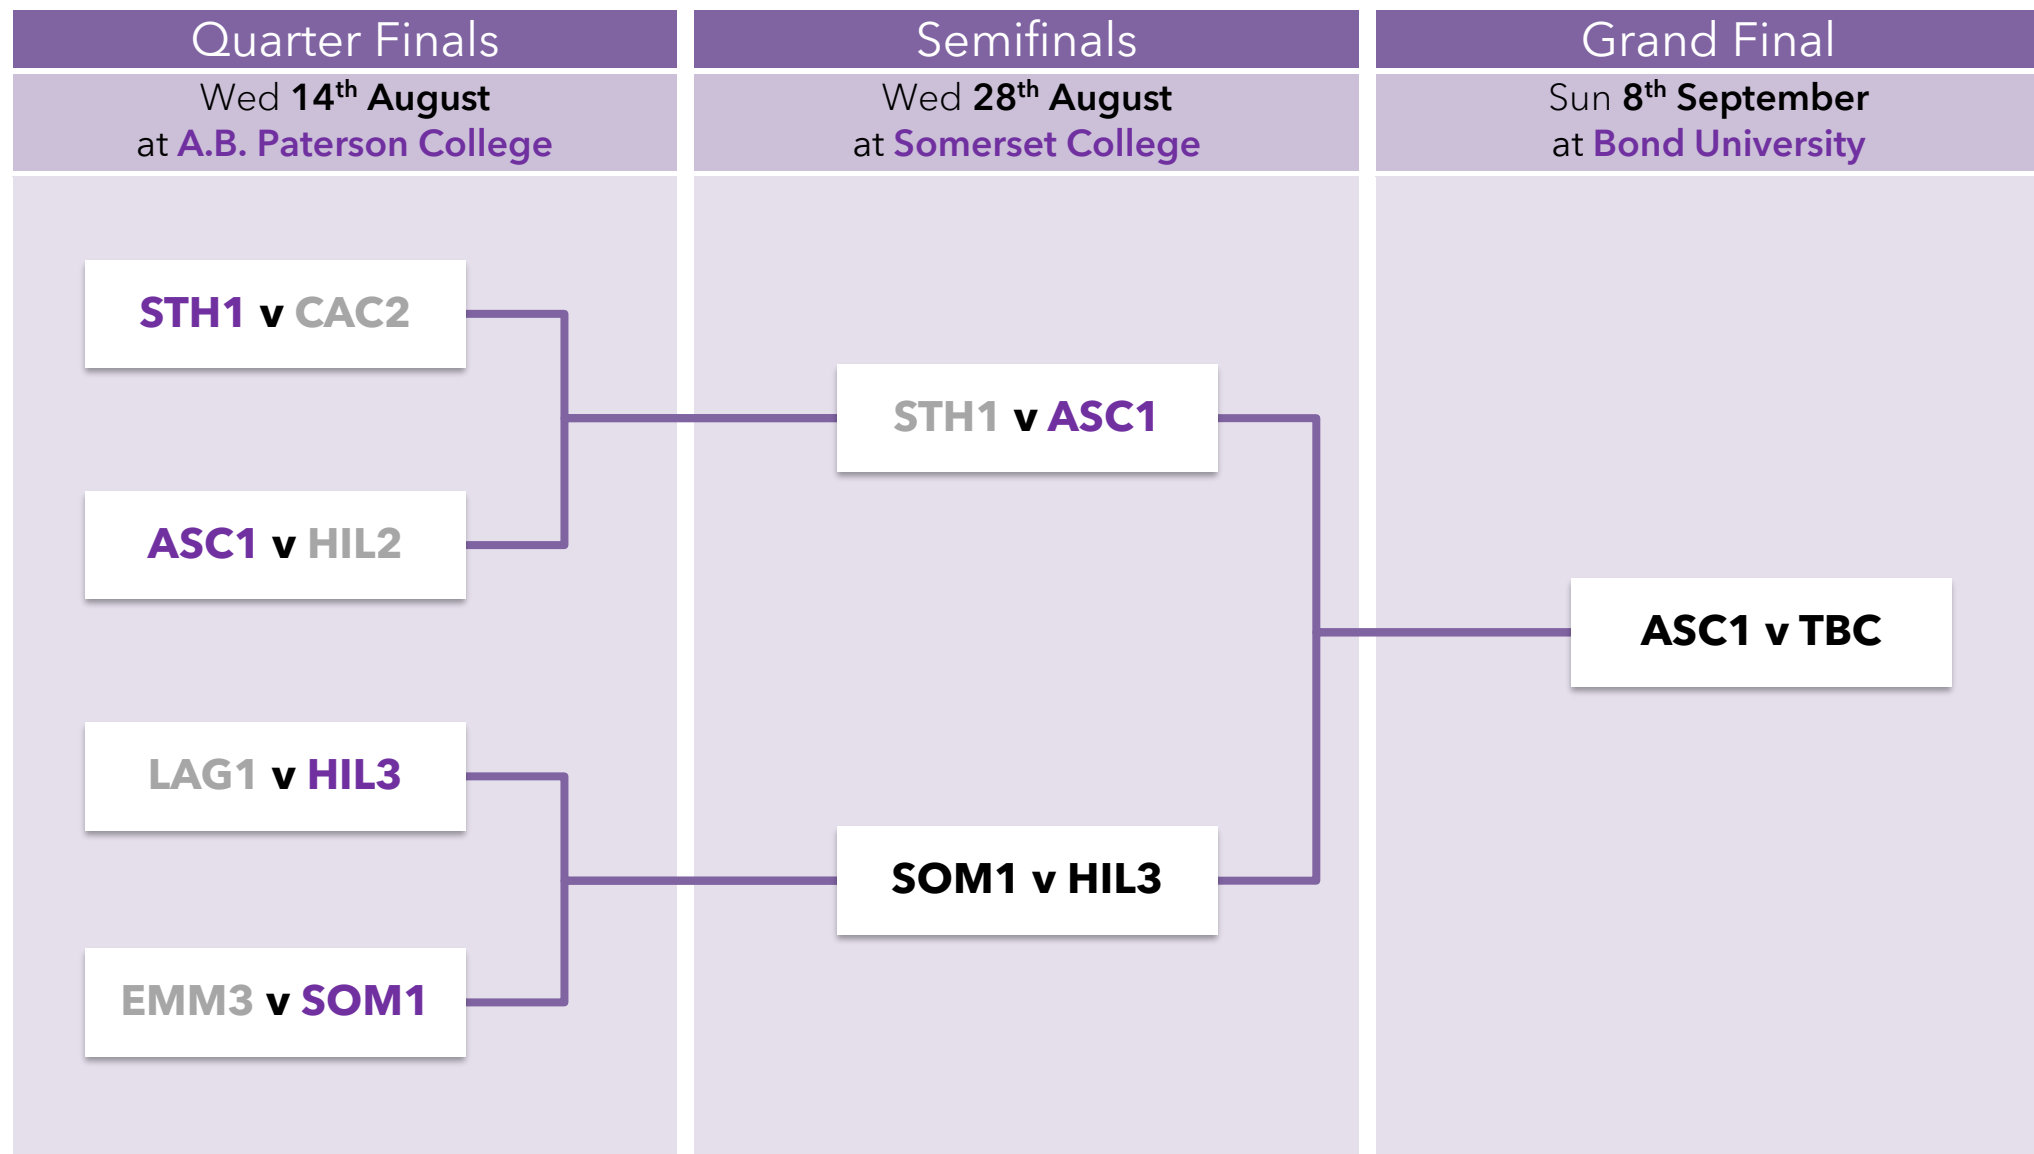 Quarter Finals
Wed 14th August
at A.B. Paterson College
STH1 v CAC2
ASC1 v HIL2
LAG1 v HIL3
EMM3 v SOM1
Semifinals
Wed 28th August
at Somerset College
STH1 v ASC1
SOM1 v HIL3
Grand Final
Sun 8th September
at Bond University
ASC1 v TBC